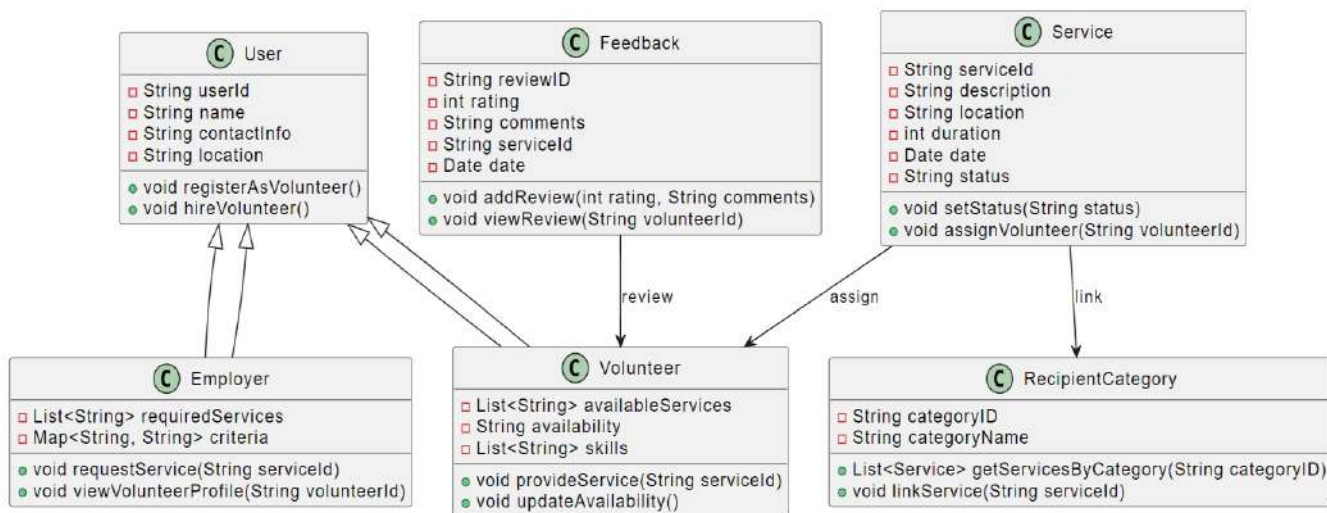 C User
String userId
String name
String contactInfo
String location
void registerAsVolunteer()
void hireVolunteer()
C Feedback
String reviewID
int rating
String comments
String serviceId
Date date
void addReview(int rating, String comments)
void viewReview(String volunteerId)
C Service
String serviceId
String description
String location
int duration
Date date
String status
void setStatus(String status)
void assignVolunteer(String volunteerId)
review
assign
link
C Employer
List<String> requiredServices
Map<String, String> criteria
void requestService(String serviceId)
void viewVolunteerProfile(String volunteerId)
C Volunteer
List<String> availableServices
String availability
List<String> skills
void provideService(String serviceId)
void updateAvailability()
C RecipientCategory
String categoryID
String categoryName
List<Service> getServicesByCategory(String categoryID)
void linkService(String serviceId)